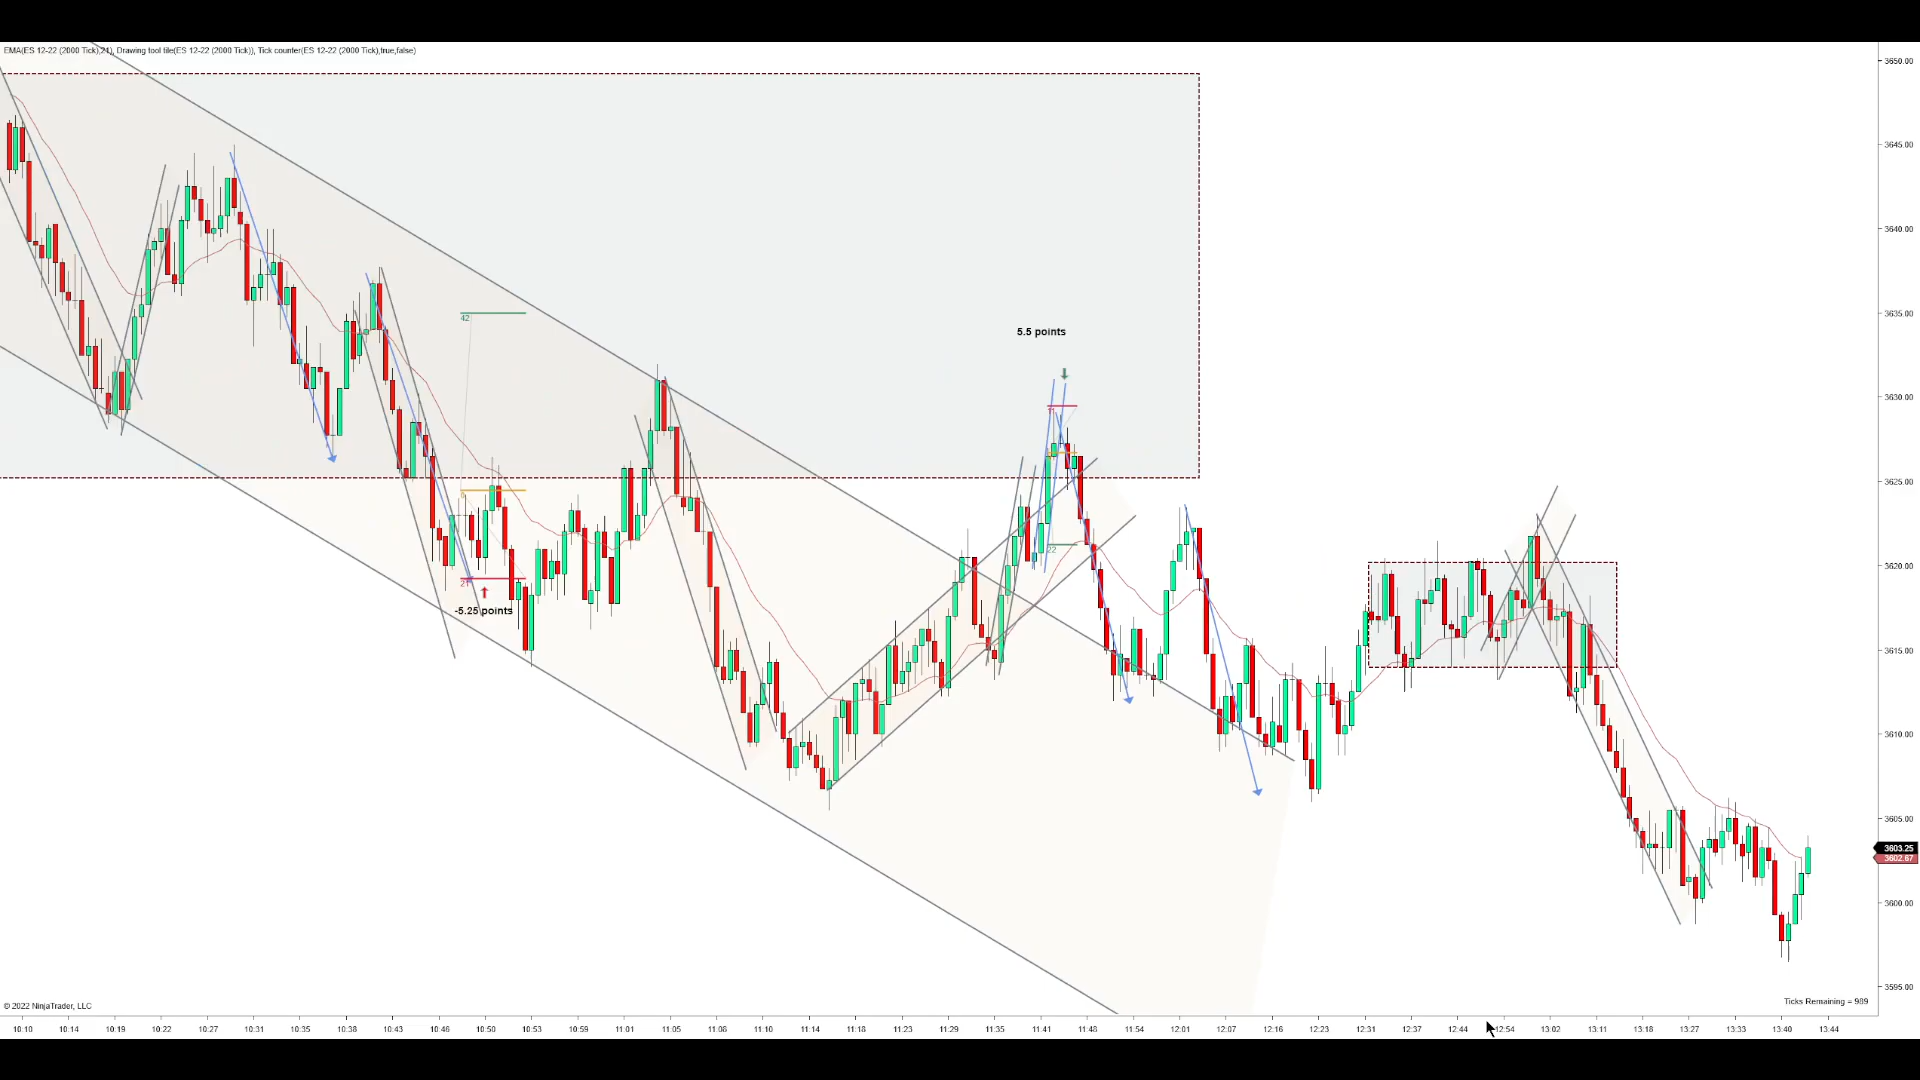 EMA(ES 12-22 (2000 Tick),21), Drawing tool tile(ES 12-22 (2000 Tick)), Tick counter(ES 12-22 (2000 Tick),true,false)
3650.00
3645.00
3640.00
3635.00
42
5.5 points
3630.00
3625.00
22
3620.00
21
-5.25 points
3615.00
3610.00
3605.00
3603.25
3602.67
3600.00
3595.00
Ticks Remaining = 989
© 2022 NinjaTrader, LLC
10:10 10:14 10:19 10:22 10:27 10:31 10:35 10:38 10:43 10:46 10:50 10:53 10:59 11:01 11:05 11:08 11:10 11:14 11:18 11:23 11:29 11:35 11:41 11:48 11:54 12:01 12:07 12:16 12:23 12:31 12:37 12:44 12:54 13:02 13:11 13:18 13:27 13:33 13:40 13:44